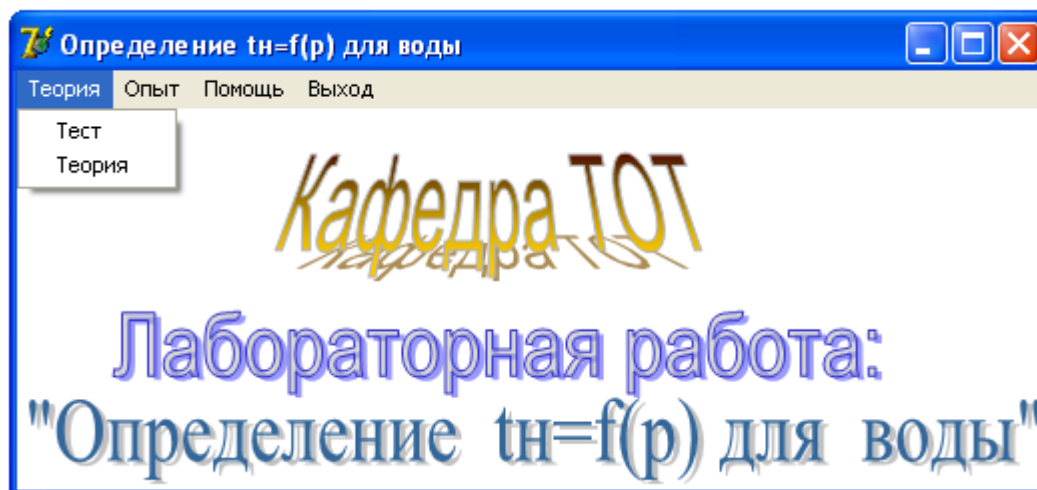 Определение tн=f(p) для воды
Теория Опыт Помощь Выход
Тест
Теория
Кафедра ТОТ
Лабораторная работа:
"Определение tн=f(p) для воды"